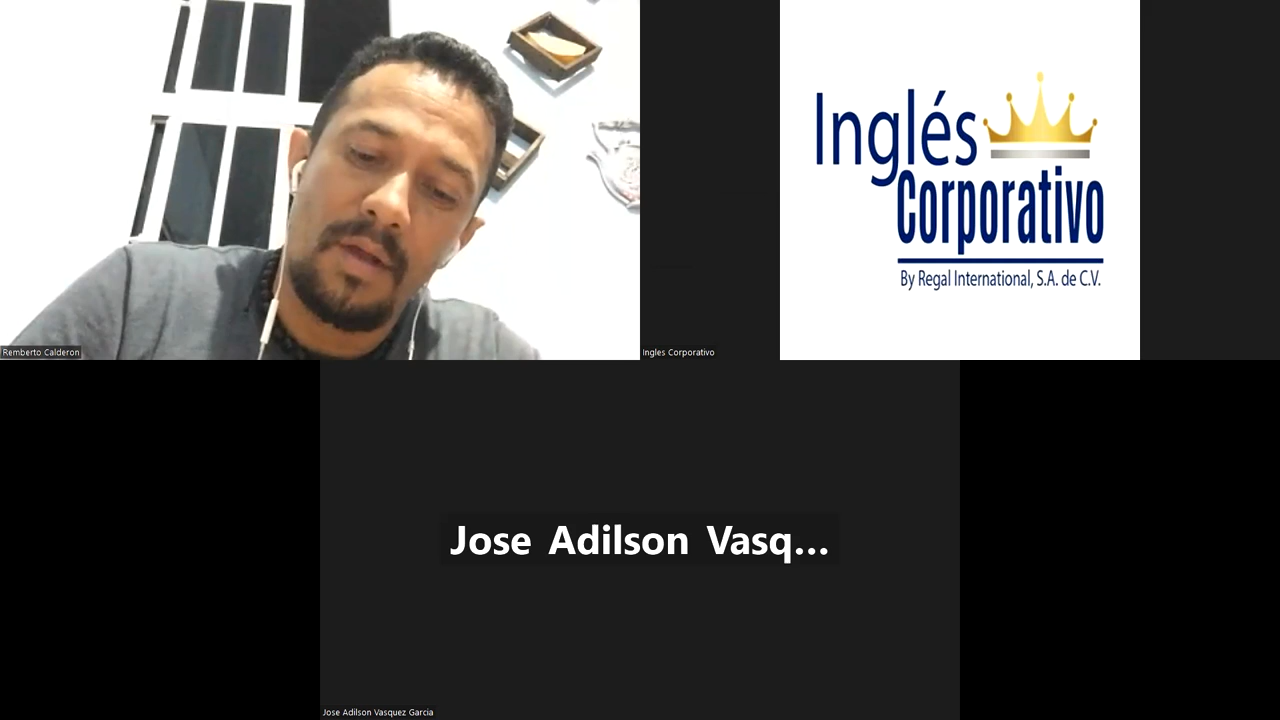 Inglés
Corporativo
By Regal International, S.A. de C.V.
Remberto Calderon
Ingles Corporativo
Jose Adilson Vasq...
Jose Adilson Vasquez Garcia